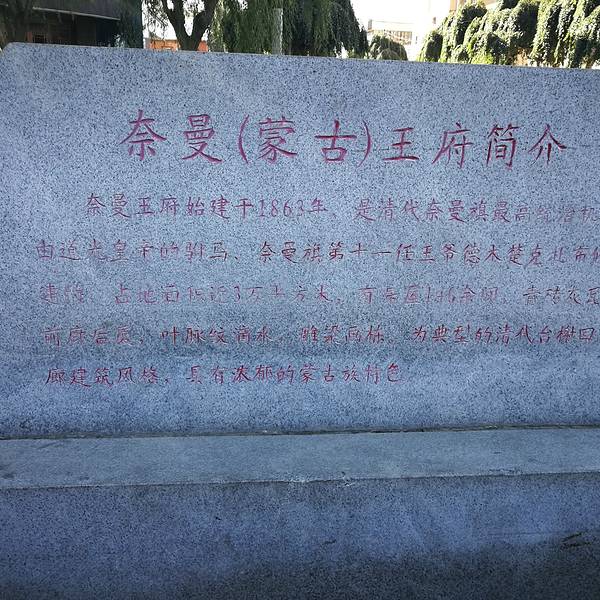 奈曼(蒙古)王府简介
奈曼王府始建于1863年，是清代奈曼旗最高统治机
由道光皇帝的驸马、奈曼旗第十一任王爷德木楚克扎布
建的，占地面积近3万平方米，有房屋146余间，青砖灰瓦
前廊后厦，叶脉纹滴水，雕梁画栋，为典型的清代台榭回
廊建筑风格，具有浓郁的蒙古族特色